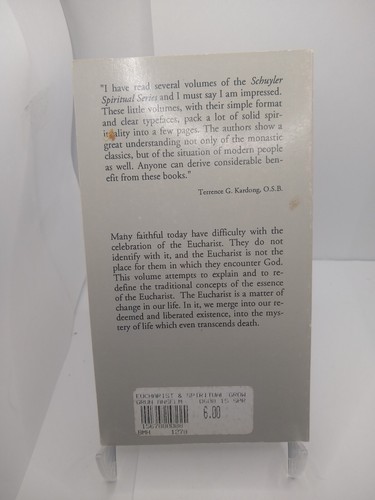 "I have read several volumes of the Schuyler
Spiritual Series and I must say I am impressed.
These little volumes, with their simple format
and clear typefaces, pack a lot of solid spir-
ituality into a few pages. The authors show a
great understanding not only of the monastic
classics, but of the situation of modern people
as well. Anyone can derive considerable ben-
efit from these books."
Terrence G. Kardong, O.S.B.
Many faithful today have difficulty with the
celebration of the Eucharist. They do not
identify with it, and the Eucharist is not the
place for them in which they encounter God.
This volume attempts to explain and to re-
define the traditional concepts of the essence
of the Eucharist. The Eucharist is a matter of
change in our life. In it, we merge into our re-
deemed and liberated existence, into the mys-
tery of life which even transcends death.
EUCHARIST & SPIRITUAL GROW
GRUN ANSELM
6.00
BMH 1278